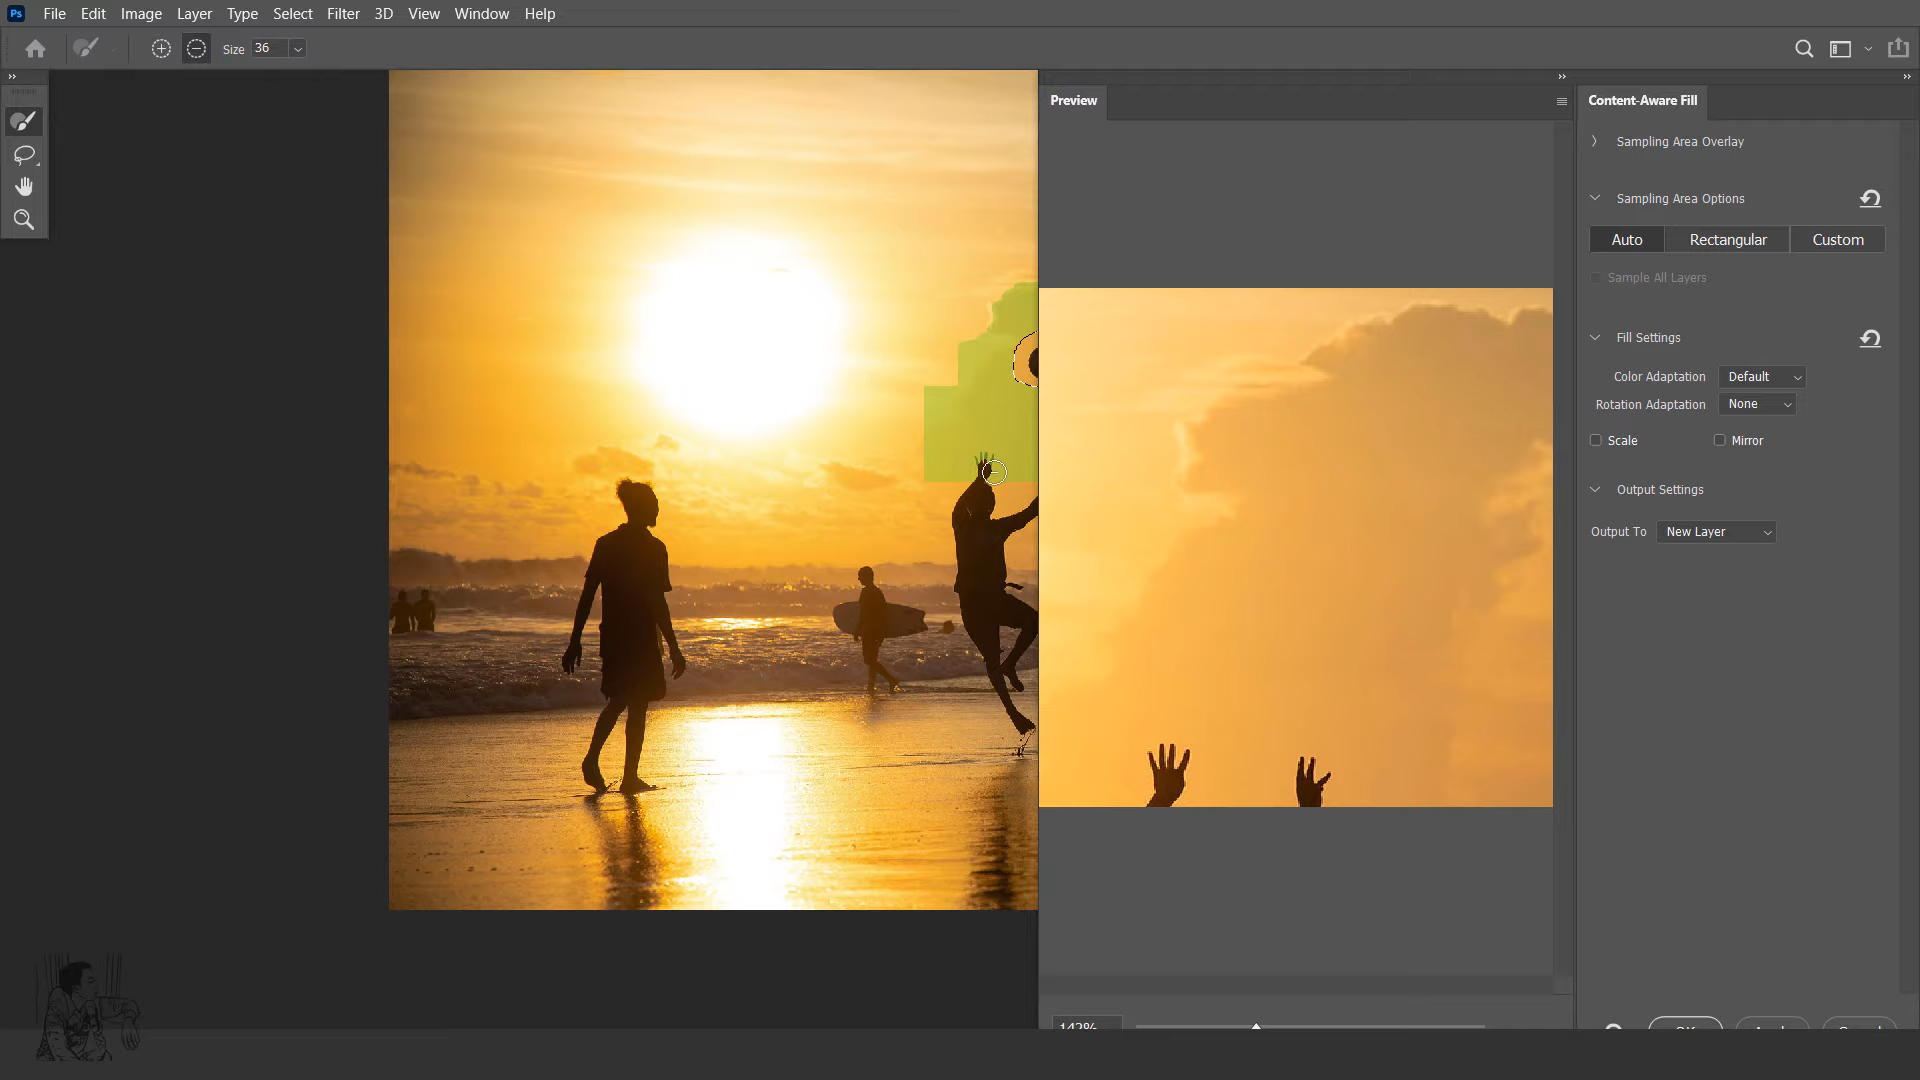 Ps File Edit Image Layer Type Select Filter 3D View Window Help
Size 36
Preview
Content-Aware Fill
Sampling Area Overlay
Sampling Area Options
Auto Rectangular Custom
Sample All Layers
Fill Settings
Color Adaptation Default
Rotation Adaptation None
Scale Mirror
Output Settings
Output To New Layer
142%